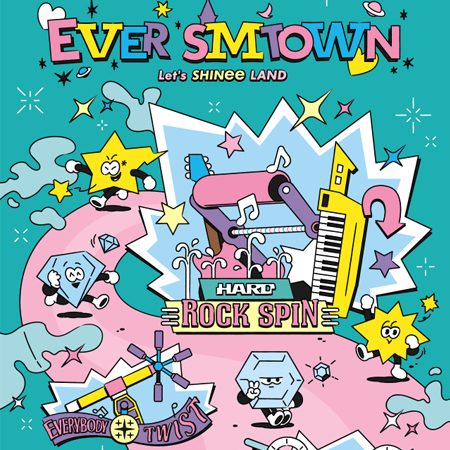 EVER SMTOWN
Let's SHINee LAND
HARD
ROCK SPIN
EVERYBODY TWIST